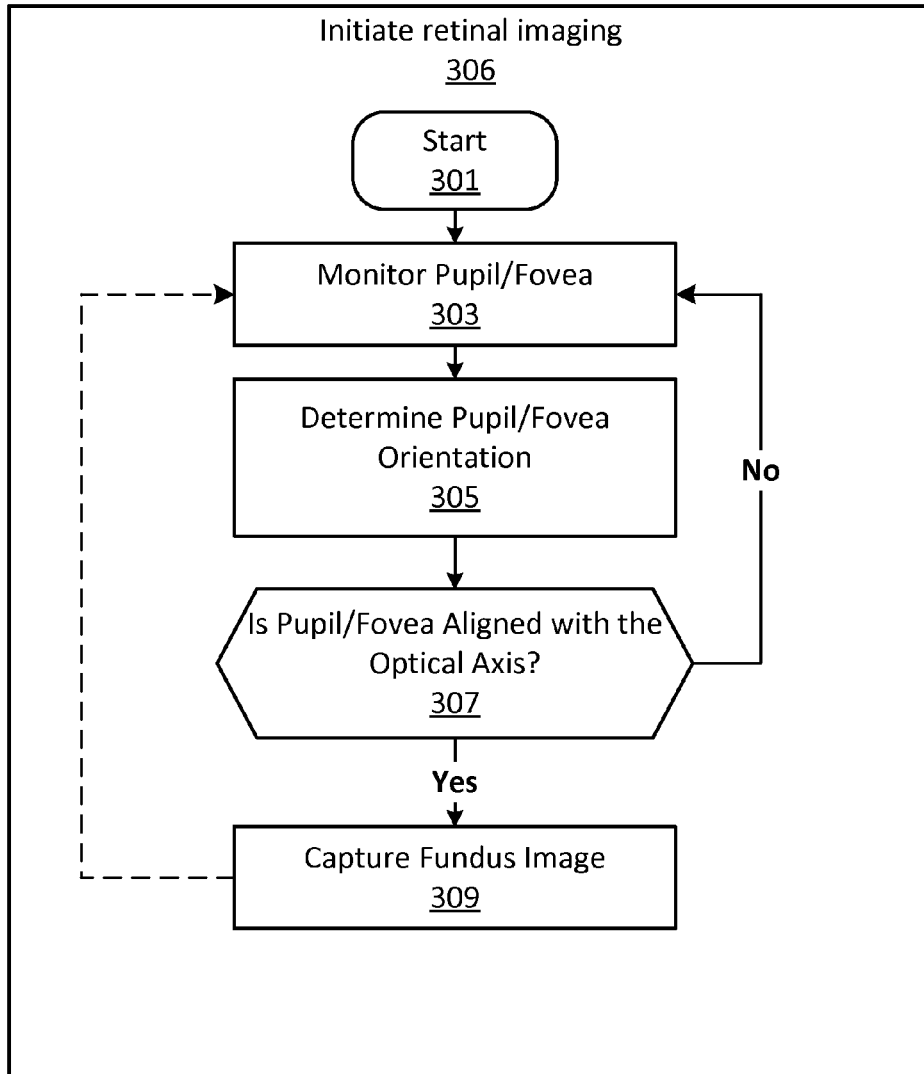 Initiate retinal imaging
306
Start
301
Monitor Pupil/Fovea
303
Determine Pupil/Fovea
Orientation
305
No
Is Pupil/Fovea Aligned with the
Optical Axis?
307
Yes
Capture Fundus Image
309